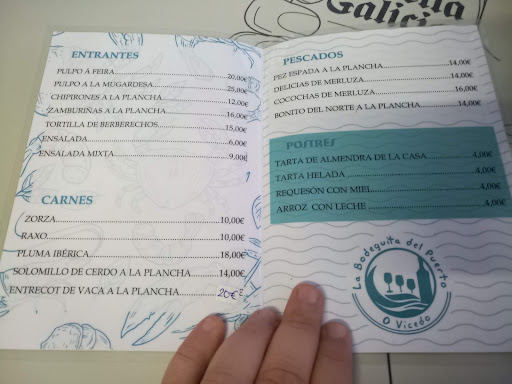 Galici
ENTRANTES
PULPO A FEIRA 20,00€
PULPO A LA MUGARDESA 25,00€
CHIPIRONES A LA PLANCHA 12,00€
ZAMBURIÑAS A LA PLANCHA 16,00€
TORTILLA DE BERBERECHOS 15,00€
ENSALADA 6,00€
ENSALADA MIXTA 9,00€
1
CARNES
ZORZA 10,00€
RAXO 10,00€
PLUMA IBÉRICA 18,00€
SOLOMILLO DE CERDO A LA PLANCHA 14,00€
ENTRECOT DE VACA A LA PLANCHA 20€
PESCADOS
PEZ ESPADA A LA PLANCHA 14,00€
DELICIAS DE MERLUZA 14,00€
COCOCHAS DE MERLUZA 16,00€
BONITO DEL NORTE A LA PLANCHA 14,00€
POSTRES
TARTA DE ALMENDRA DE LA CASA 4,00€
TARTA HELADA 4,00€
REQUESÓN CON MIEL 4,00€
ARROZ CON LECHE 4,00€
La Bodeguita del Puerto
O Vicedo